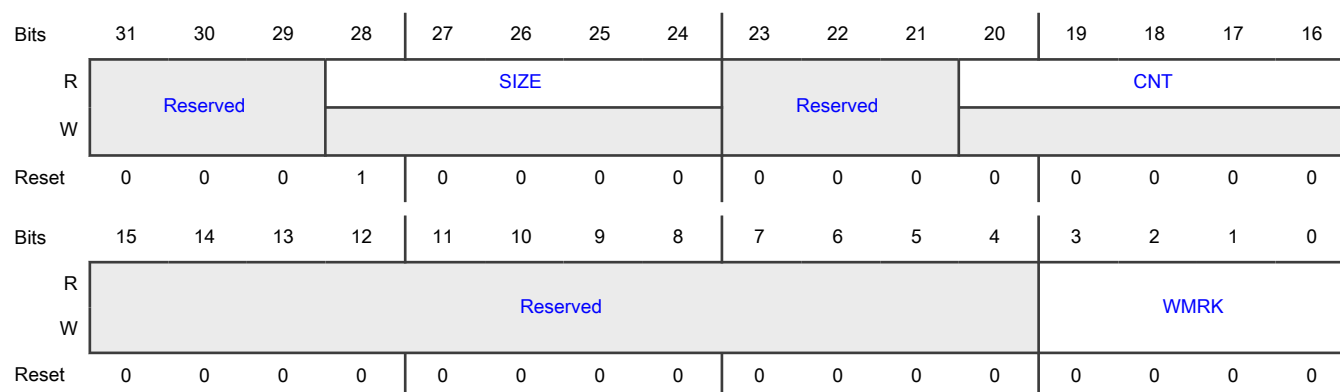 Bits 31 30 29 28 27 26 25 24 23 22 21 20 19 18 17 16
R Reserved SIZE Reserved CNT
W
Reset 0 0 0 1 0 0 0 0 0 0 0 0 0 0 0 0
Bits 15 14 13 12 11 10 9 8 7 6 5 4 3 2 1 0
R Reserved WMRK
W
Reset 0 0 0 0 0 0 0 0 0 0 0 0 0 0 0 0